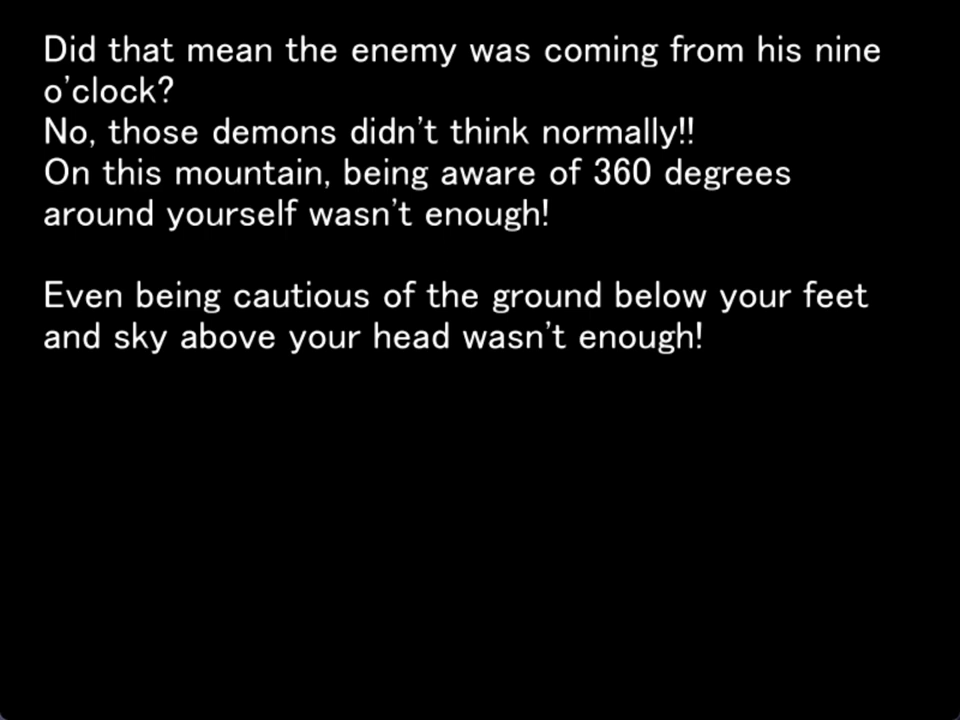 Did that mean the enemy was coming from his nine
o'clock?
No, those demons didn't think normally!!
On this mountain, being aware of 360 degrees
around yourself wasn't enough!
Even being cautious of the ground below your feet
and sky above your head wasn't enough!